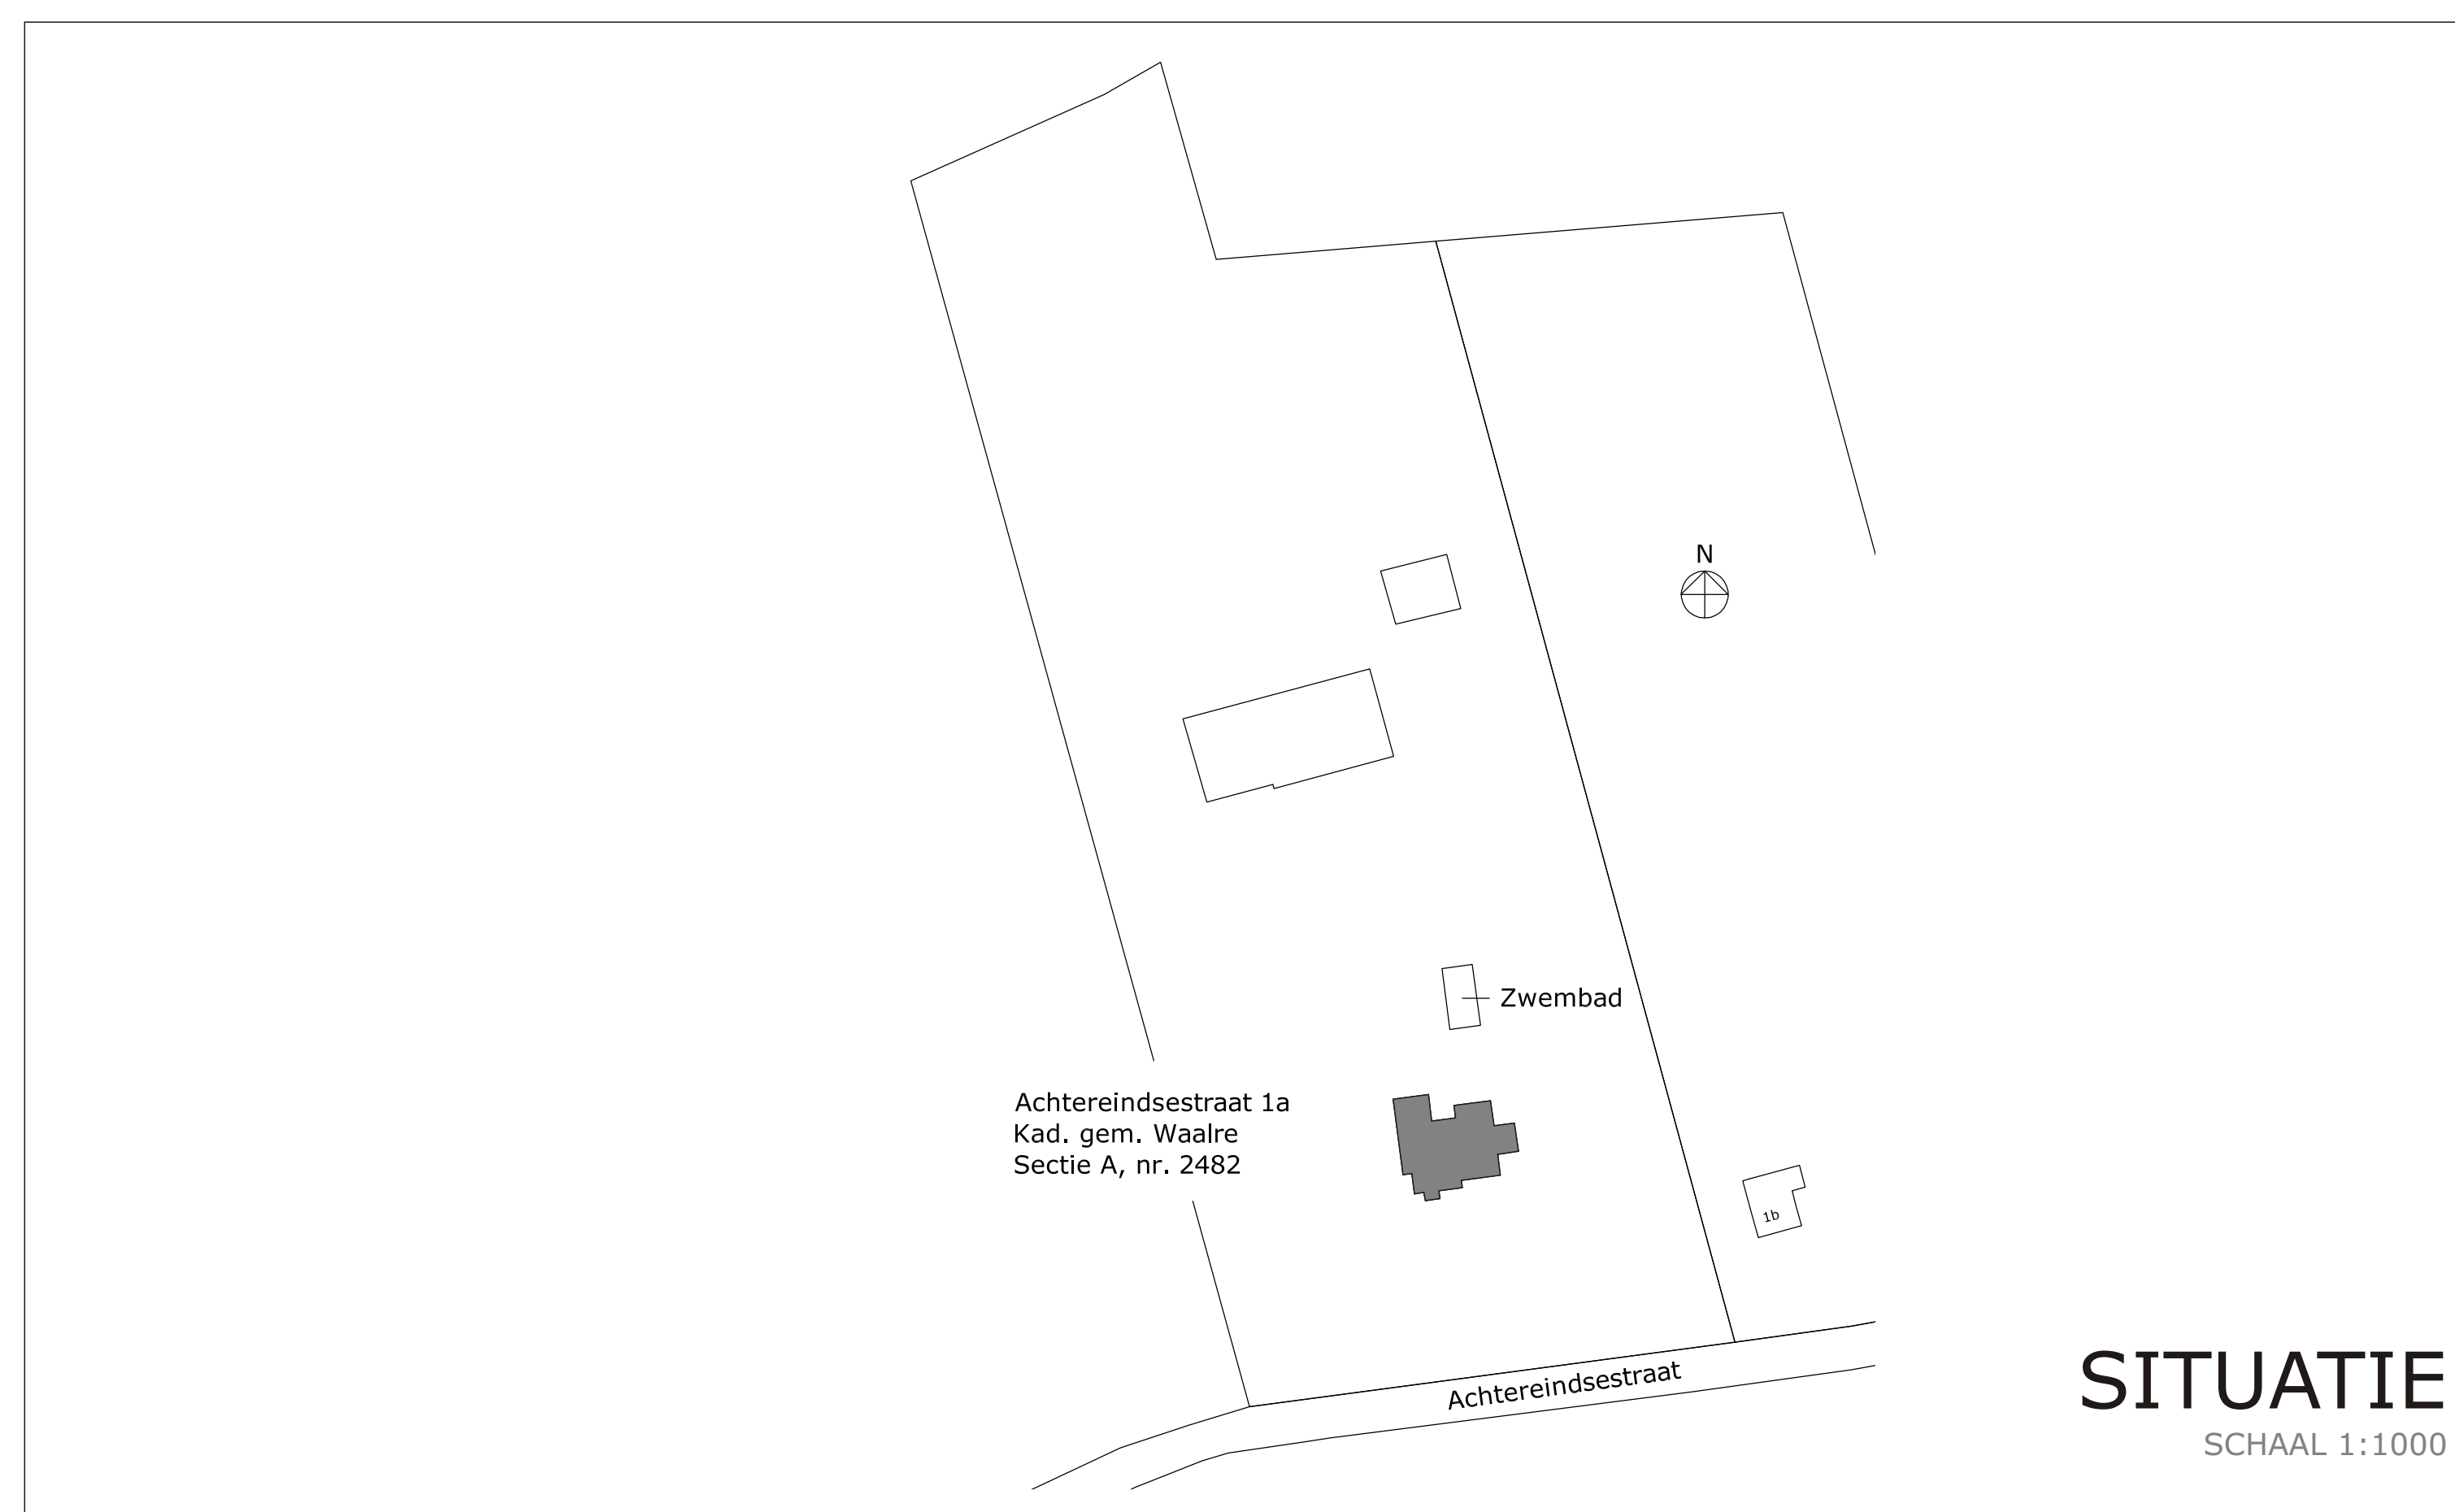 N
Zwembad
Achtereindsestraat 1a
Kad. gem. Waalre
Sectie A, nr. 2482
1b
Achtereindsestraat
SITUATIE
SCHAAL 1:1000